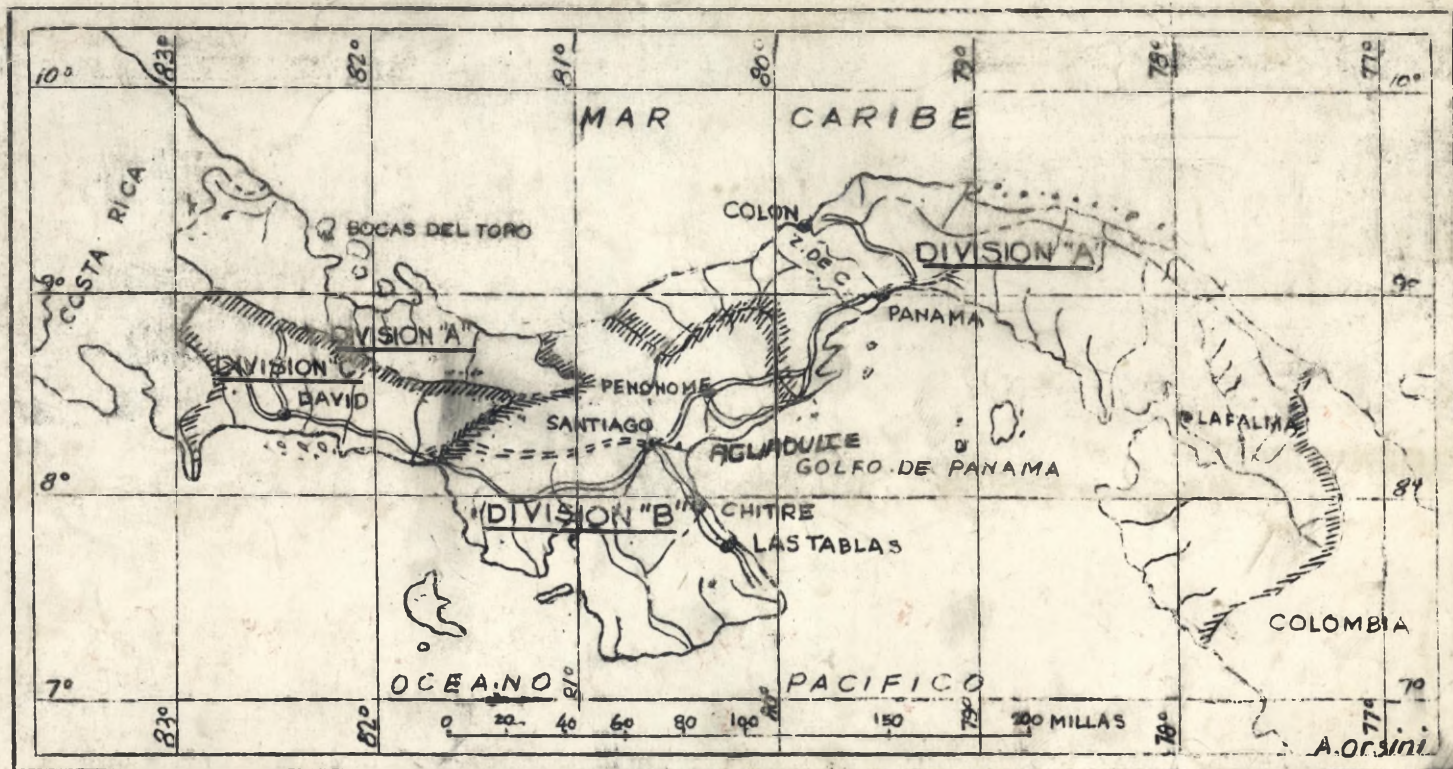 83° 82° 81° 80° 79° 78° 77°
10° 10°
MAR CARIBE
COSTA RICA
BOCAS DEL TORO
COLON
Z. DE C.
DIVISION "A"
9° 9°
PANAMA
DIVISION "A"
DIVISION "C"
DAVID
PENONOME
SANTIAGO
AGUADULCE
LA PALMA
GOLFO DE PANAMA
8° 8°
DIVISION "B"
CHITRE
LAS TABLAS
COLOMBIA
OCEANO PACIFICO
7° 7°
83° 82° 81° 80° 79° 78° 77°
0 20 40 60 80 100 150 200 MILLAS
A. Orsini.